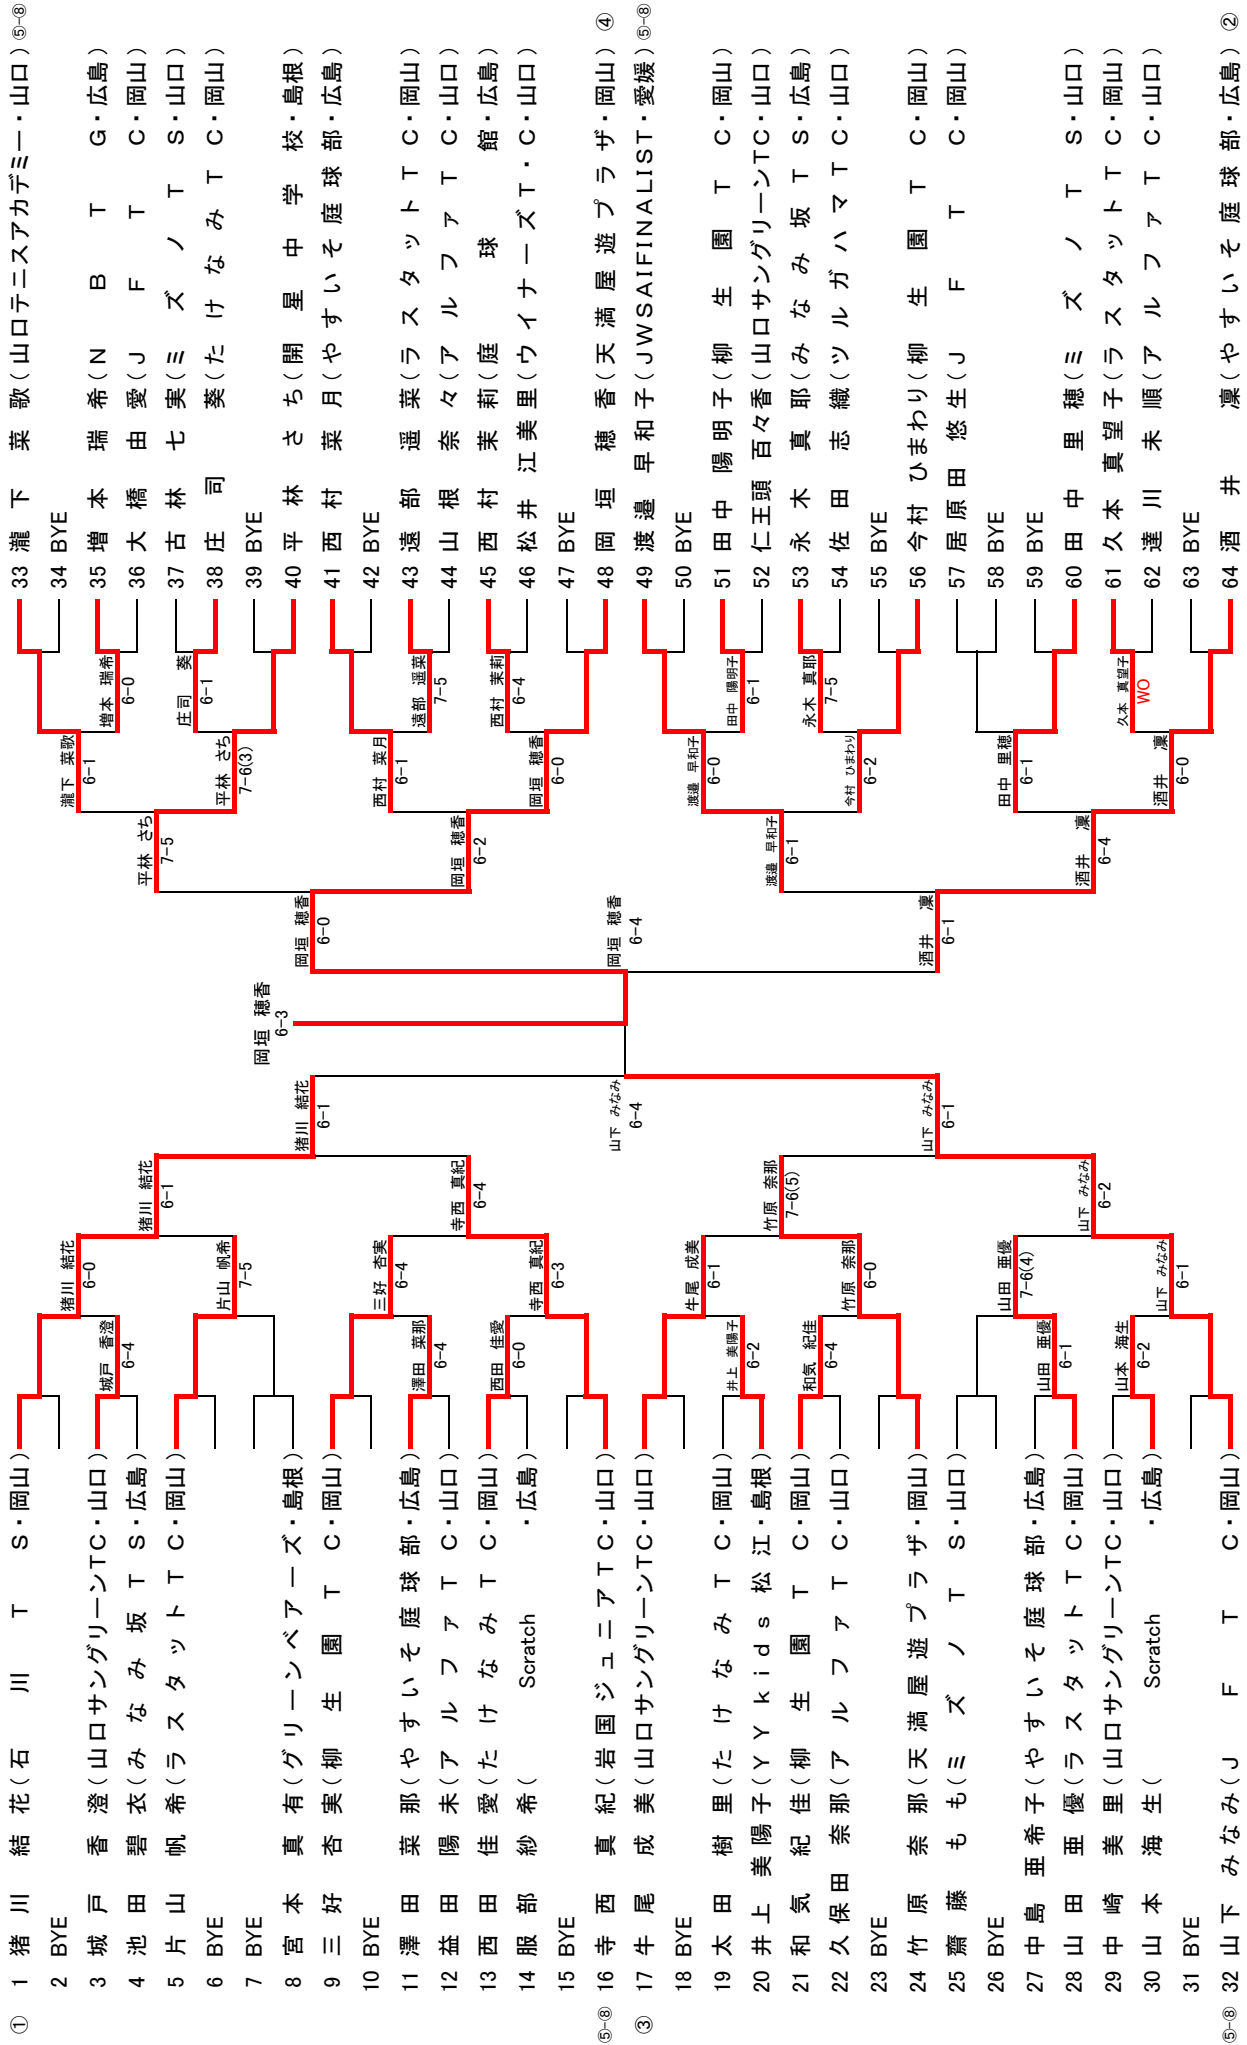 ① 1 猪川 結花(石川TS・岡山)
2 BYE
3 城戸 香澄(山口サングリーンTC・山口)
4 池田 碧衣(みなみ坂TS・広島)
5 片山 帆希(ラスタットTC・岡山)
6 BYE
7 BYE
8 宮本 真有(グリーンベアーズ・島根)
9 三好 杏実(柳生園TC・岡山)
10 BYE
11 澤田 菜那(やすいそ庭球部・広島)
12 益田 陽未(アルファTC・山口)
13 西田 佳愛(たけなみTC・岡山)
14 服部 紗希( Scratch ・広島)
15 BYE
⑤-⑧ 16 寺西 真紀(岩国ジュニアTC・山口)
③ 17 牛尾 成美(山口サングリーンTC・山口)
18 BYE
19 太田 樹里(たけなみTC・岡山)
20 井上 美陽子(YYkids松江・島根)
21 和気 紀佳(柳生園TC・岡山)
22 久保田 奈那(アルファTC・山口)
23 BYE
24 竹原 奈那(天満屋遊プラザ・岡山)
25 齋藤 もも(ミズノTS・山口)
26 BYE
27 中島 亜希子(やすいそ庭球部・広島)
28 山田 亜優(ラスタットTC・岡山)
29 中崎 美里(山口サングリーンTC・山口)
30 山本 海生( Scratch ・広島)
31 BYE
⑤-⑧ 32 山下 みなみ(JFTC・岡山)
城戸 香澄
6-4
澤田 菜那
6-4
西田 佳愛
6-0
井上 美陽子
6-2
和気 紀佳
6-4
山田 亜優
6-1
山本 海生
6-2
猪川 結花
6-0
片山 帆希
7-5
三好 杏実
6-4
寺西 真紀
6-3
牛尾 成美
6-1
竹原 奈那
6-0
山田 亜優
7-6(4)
山下 みなみ
6-1
猪川 結花
6-1
寺西 真紀
6-4
竹原 奈那
7-6(5)
山下 みなみ
6-2
猪川 結花
6-1
山下 みなみ
6-1
山下 みなみ
6-4
岡垣 穂香
6-3
岡垣 穂香
6-4
岡垣 穂香
6-0
酒井 凜
6-1
平林 さち
7-5
岡垣 穂香
6-2
渡邉 早和子
6-1
酒井 凜
6-4
瀧下 菜歌
6-1
平林 さち
7-6(3)
西村 菜月
6-1
岡垣 穂香
6-0
渡邉 早和子
6-0
今村 ひまわり
6-2
田中 里穂
6-1
酒井 凜
6-0
増本 瑞希
6-0
庄司 葵
6-1
遠部 遥菜
7-5
西村 茉莉
6-4
田中 陽明子
6-1
永木 真耶
7-5
久本 真望子
WO
33 瀧下 菜歌(山口テニスアカデミー・山口) ⑤-⑧
34 BYE
35 増本 瑞希(NBTG・広島)
36 大橋 由愛(JFTC・岡山)
37 古林 七実(ミズノTS・山口)
38 庄司 葵(たけなみTC・岡山)
39 BYE
40 平林 さち(開星中学校・島根)
41 西村 菜月(やすいそ庭球部・広島)
42 BYE
43 遠部 遥菜(ラスタットTC・岡山)
44 山根 奈々(アルファTC・山口)
45 西村 茉莉(庭球館・広島)
46 松井 江美里(ウイナーズT・C・山口)
47 BYE
48 岡垣 穂香(天満屋遊プラザ・岡山) ④
49 渡邉 早和子(JWSAIFINALIST・愛媛) ⑤-⑧
50 BYE
51 田中 陽明子(柳生園TC・岡山)
52 仁王頭 百々香(山口サングリーンTC・山口)
53 永木 真耶(みなみ坂TS・広島)
54 佐田 志織(ツルガハマTC・山口)
55 BYE
56 今村 ひまわり(柳生園TC・岡山)
57 居原田 悠生(JFTC・岡山)
58 BYE
59 BYE
60 田中 里穂(ミズノTS・山口)
61 久本 真望子(ラスタットTC・岡山)
62 達川 未順(アルファTC・山口)
63 BYE
64 酒井 凜(やすいそ庭球部・広島) ②